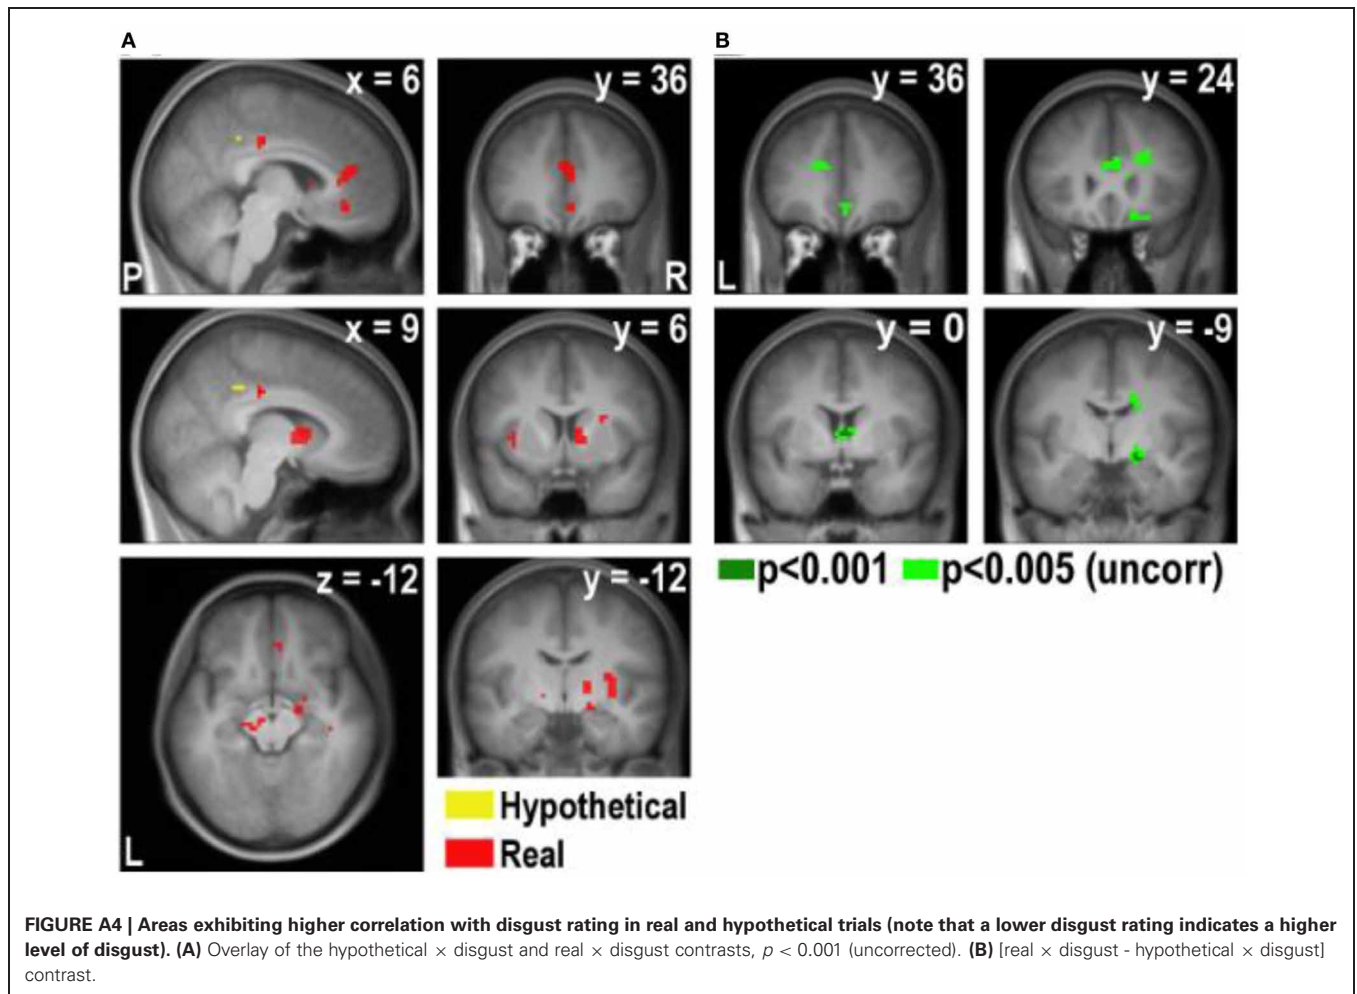 A
B
x = 6
y = 36
y = 36
y = 24
P
R
L
x = 9
y = 6
y = 0
y = -9
p<0.001
p<0.005 (uncorr)
z = -12
y = -12
L
Hypothetical
Real
FIGURE A4 | Areas exhibiting higher correlation with disgust rating in real and hypothetical trials (note that a lower disgust rating indicates a higher
level of disgust). (A) Overlay of the hypothetical × disgust and real × disgust contrasts, p < 0.001 (uncorrected). (B) [real × disgust - hypothetical × disgust]
contrast.